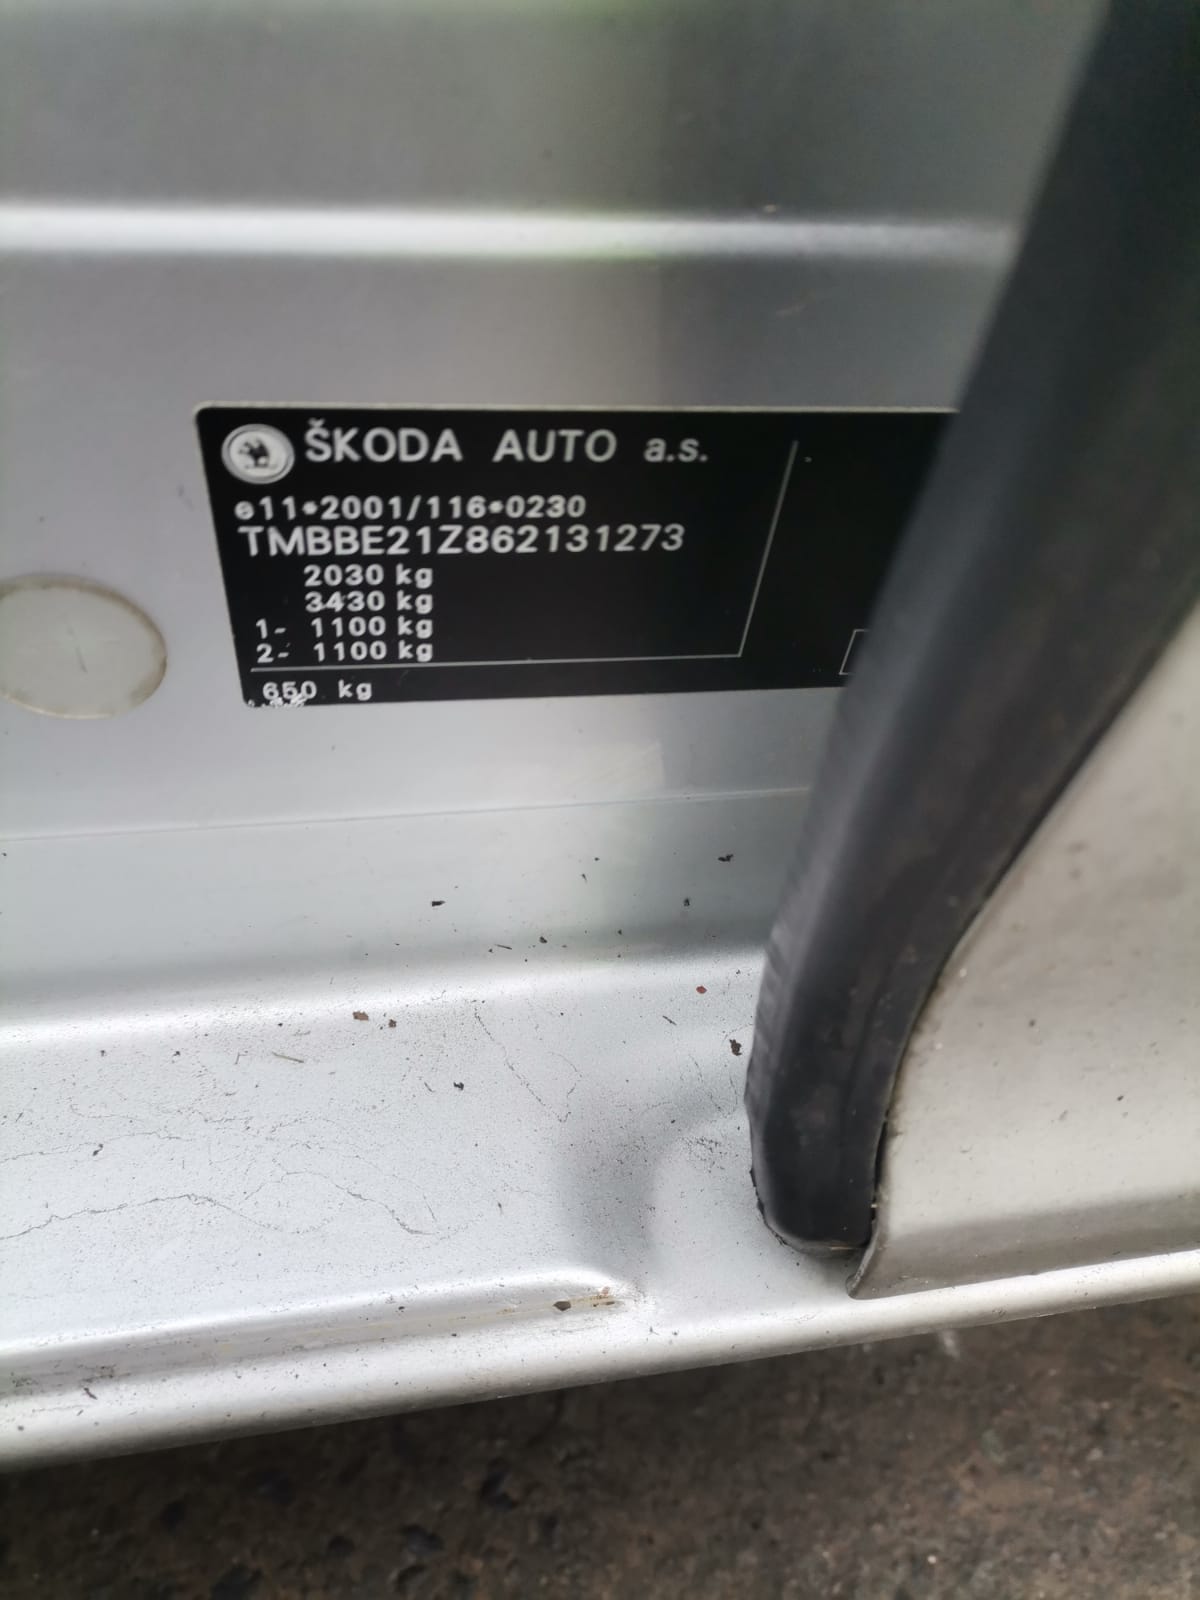 ŠKODA AUTO a.s.
e11*2001/116*0230
TMBBE21Z862131273
2030 kg
3430 kg
1- 1100 kg
2- 1100 kg
650 kg